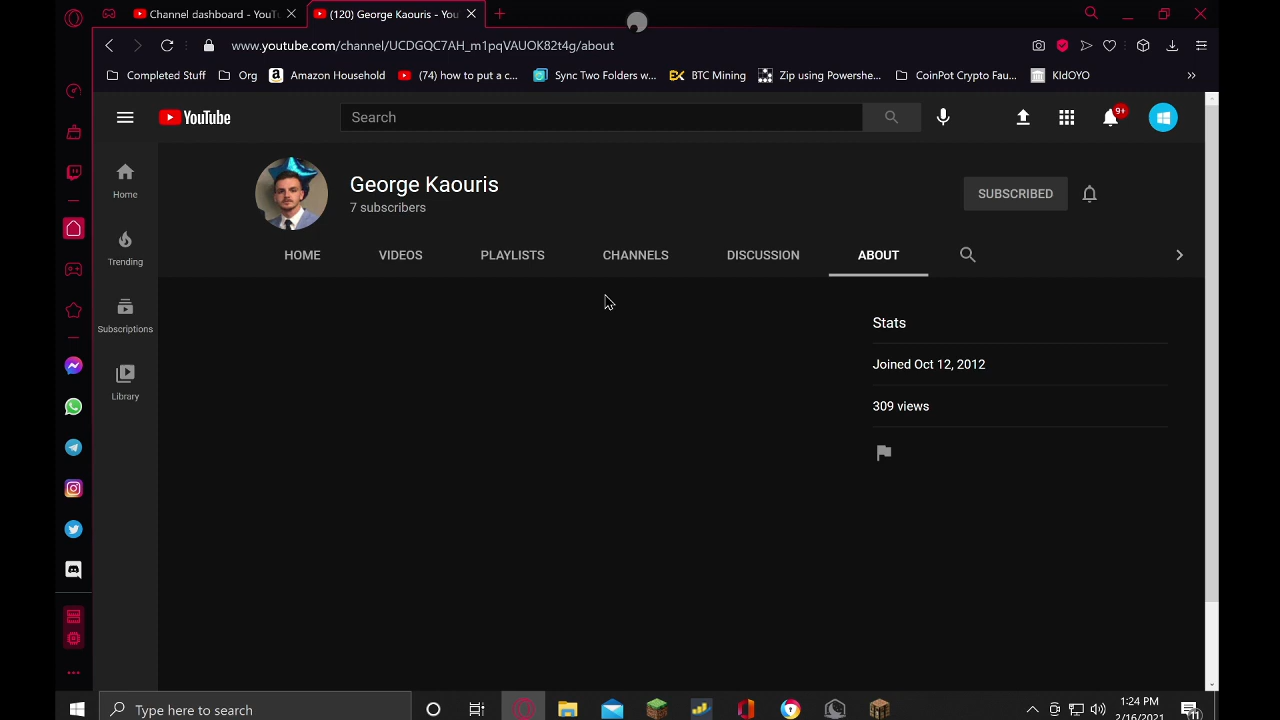 Channel dashboard - YouTu
(120) George Kaouris - You
www.youtube.com/channel/UCDGQC7AH_m1pqVAUOK82t4g/about
Completed Stuff
Org
Amazon Household
(74) how to put a c...
Sync Two Folders w...
BTC Mining
Zip using Powershe...
CoinPot Crypto Fau...
KIdOYO
YouTube
Search
9+
Home
Trending
Subscriptions
Library
George Kaouris
7 subscribers
SUBSCRIBED
HOME
VIDEOS
PLAYLISTS
CHANNELS
DISCUSSION
ABOUT
Stats
Joined Oct 12, 2012
309 views
Type here to search
1:24 PM
11